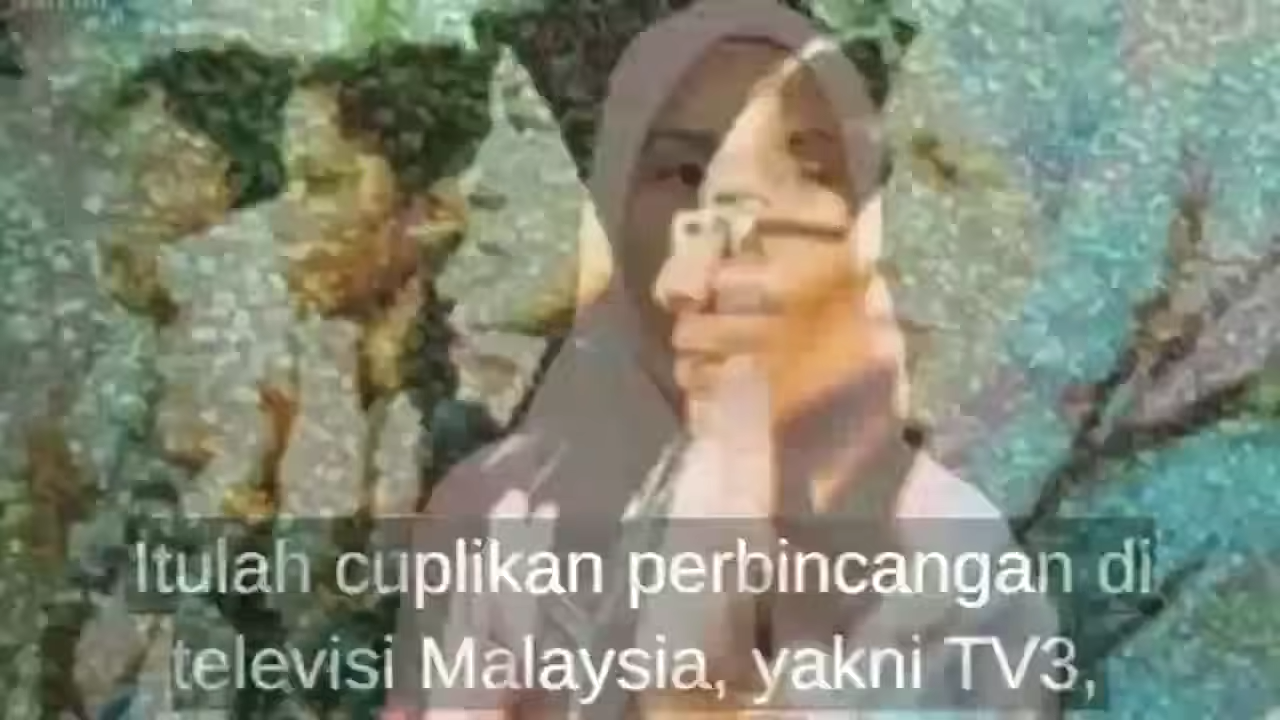 Itulah cuplikan perbincangan di
televisi Malaysia, yakni TV3,